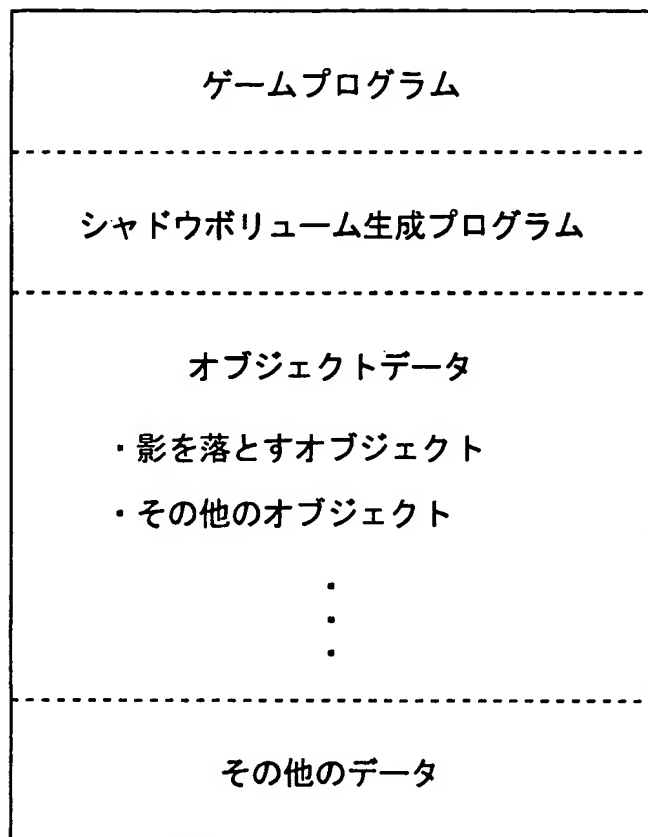 ゲームプログラム
シャドウボリューム生成プログラム
オブジェクトデータ
・影を落とすオブジェクト
・その他のオブジェクト
・
・
・
その他のデータ